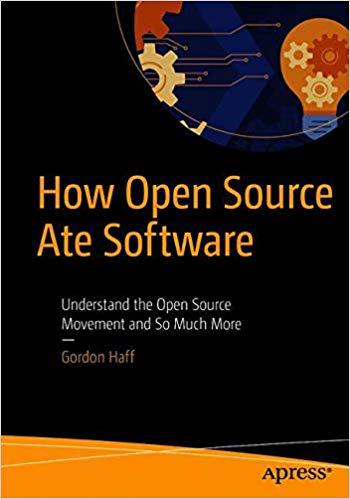 How Open Source
Ate Software
Understand the Open Source
Movement and So Much More
Gordon Haff
Apress®